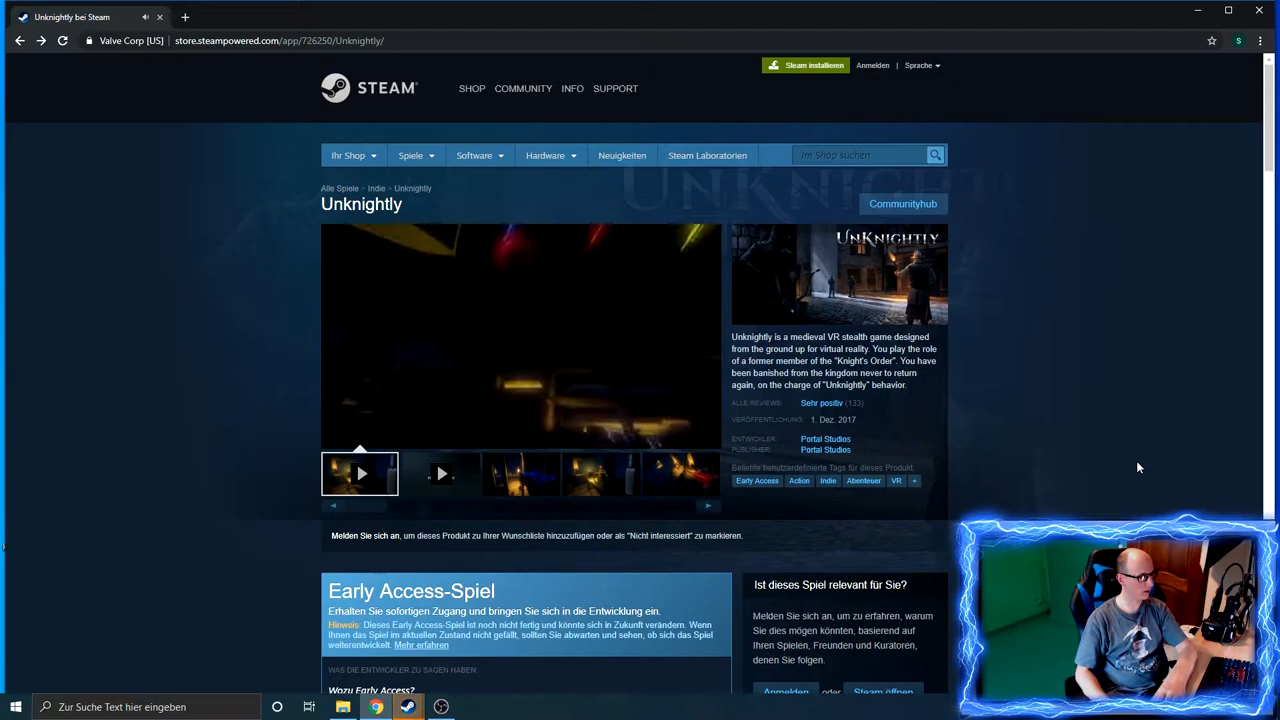 Unknightly bei Steam
Valve Corp [US] | store.steampowered.com/app/726250/Unknightly/
S
Steam installieren Anmelden | Sprache
STEAM
SHOP COMMUNITY INFO SUPPORT
Ihr Shop Spiele Software Hardware Neuigkeiten Steam Laboratorien Im Shop suchen
UNKNIGHTLY
Alle Spiele > Indie > Unknightly
Unknightly
Communityhub
UNKNIGHTLY
Unknightly is a medieval VR stealth game designed
from the ground up for virtual reality. You play the role
of a former member of the "Knight's Order". You have
been banished from the kingdom never to return
again, on the charge of "Unknightly" behavior.
ALLE REVIEWS: Sehr positiv (133)
VERÖFFENTLICHUNG: 1. Dez. 2017
ENTWICKLER: Portal Studios
PUBLISHER: Portal Studios
Beliebte benutzerdefinierte Tags für dieses Produkt:
Early Access Action Indie Abenteuer VR +
Melden Sie sich an, um dieses Produkt zu Ihrer Wunschliste hinzuzufügen oder als "Nicht interessiert" zu markieren.
Early Access-Spiel
Erhalten Sie sofortigen Zugang und bringen Sie sich in die Entwicklung ein.
Hinweis: Dieses Early Access-Spiel ist noch nicht fertig und könnte sich in Zukunft verändern. Wenn
Ihnen das Spiel im aktuellen Zustand nicht gefällt, sollten Sie abwarten und sehen, ob sich das Spiel
weiterentwickelt. Mehr erfahren
WAS DIE ENTWICKLER ZU SAGEN HABEN:
Wozu Early Access?
Ist dieses Spiel relevant für Sie?
Melden Sie sich an, um zu erfahren, warum
Sie dies mögen könnten, basierend auf
Ihren Spielen, Freunden und Kuratoren,
denen Sie folgen.
Anmelden oder Steam öffnen
Zur Suche Text hier eingeben